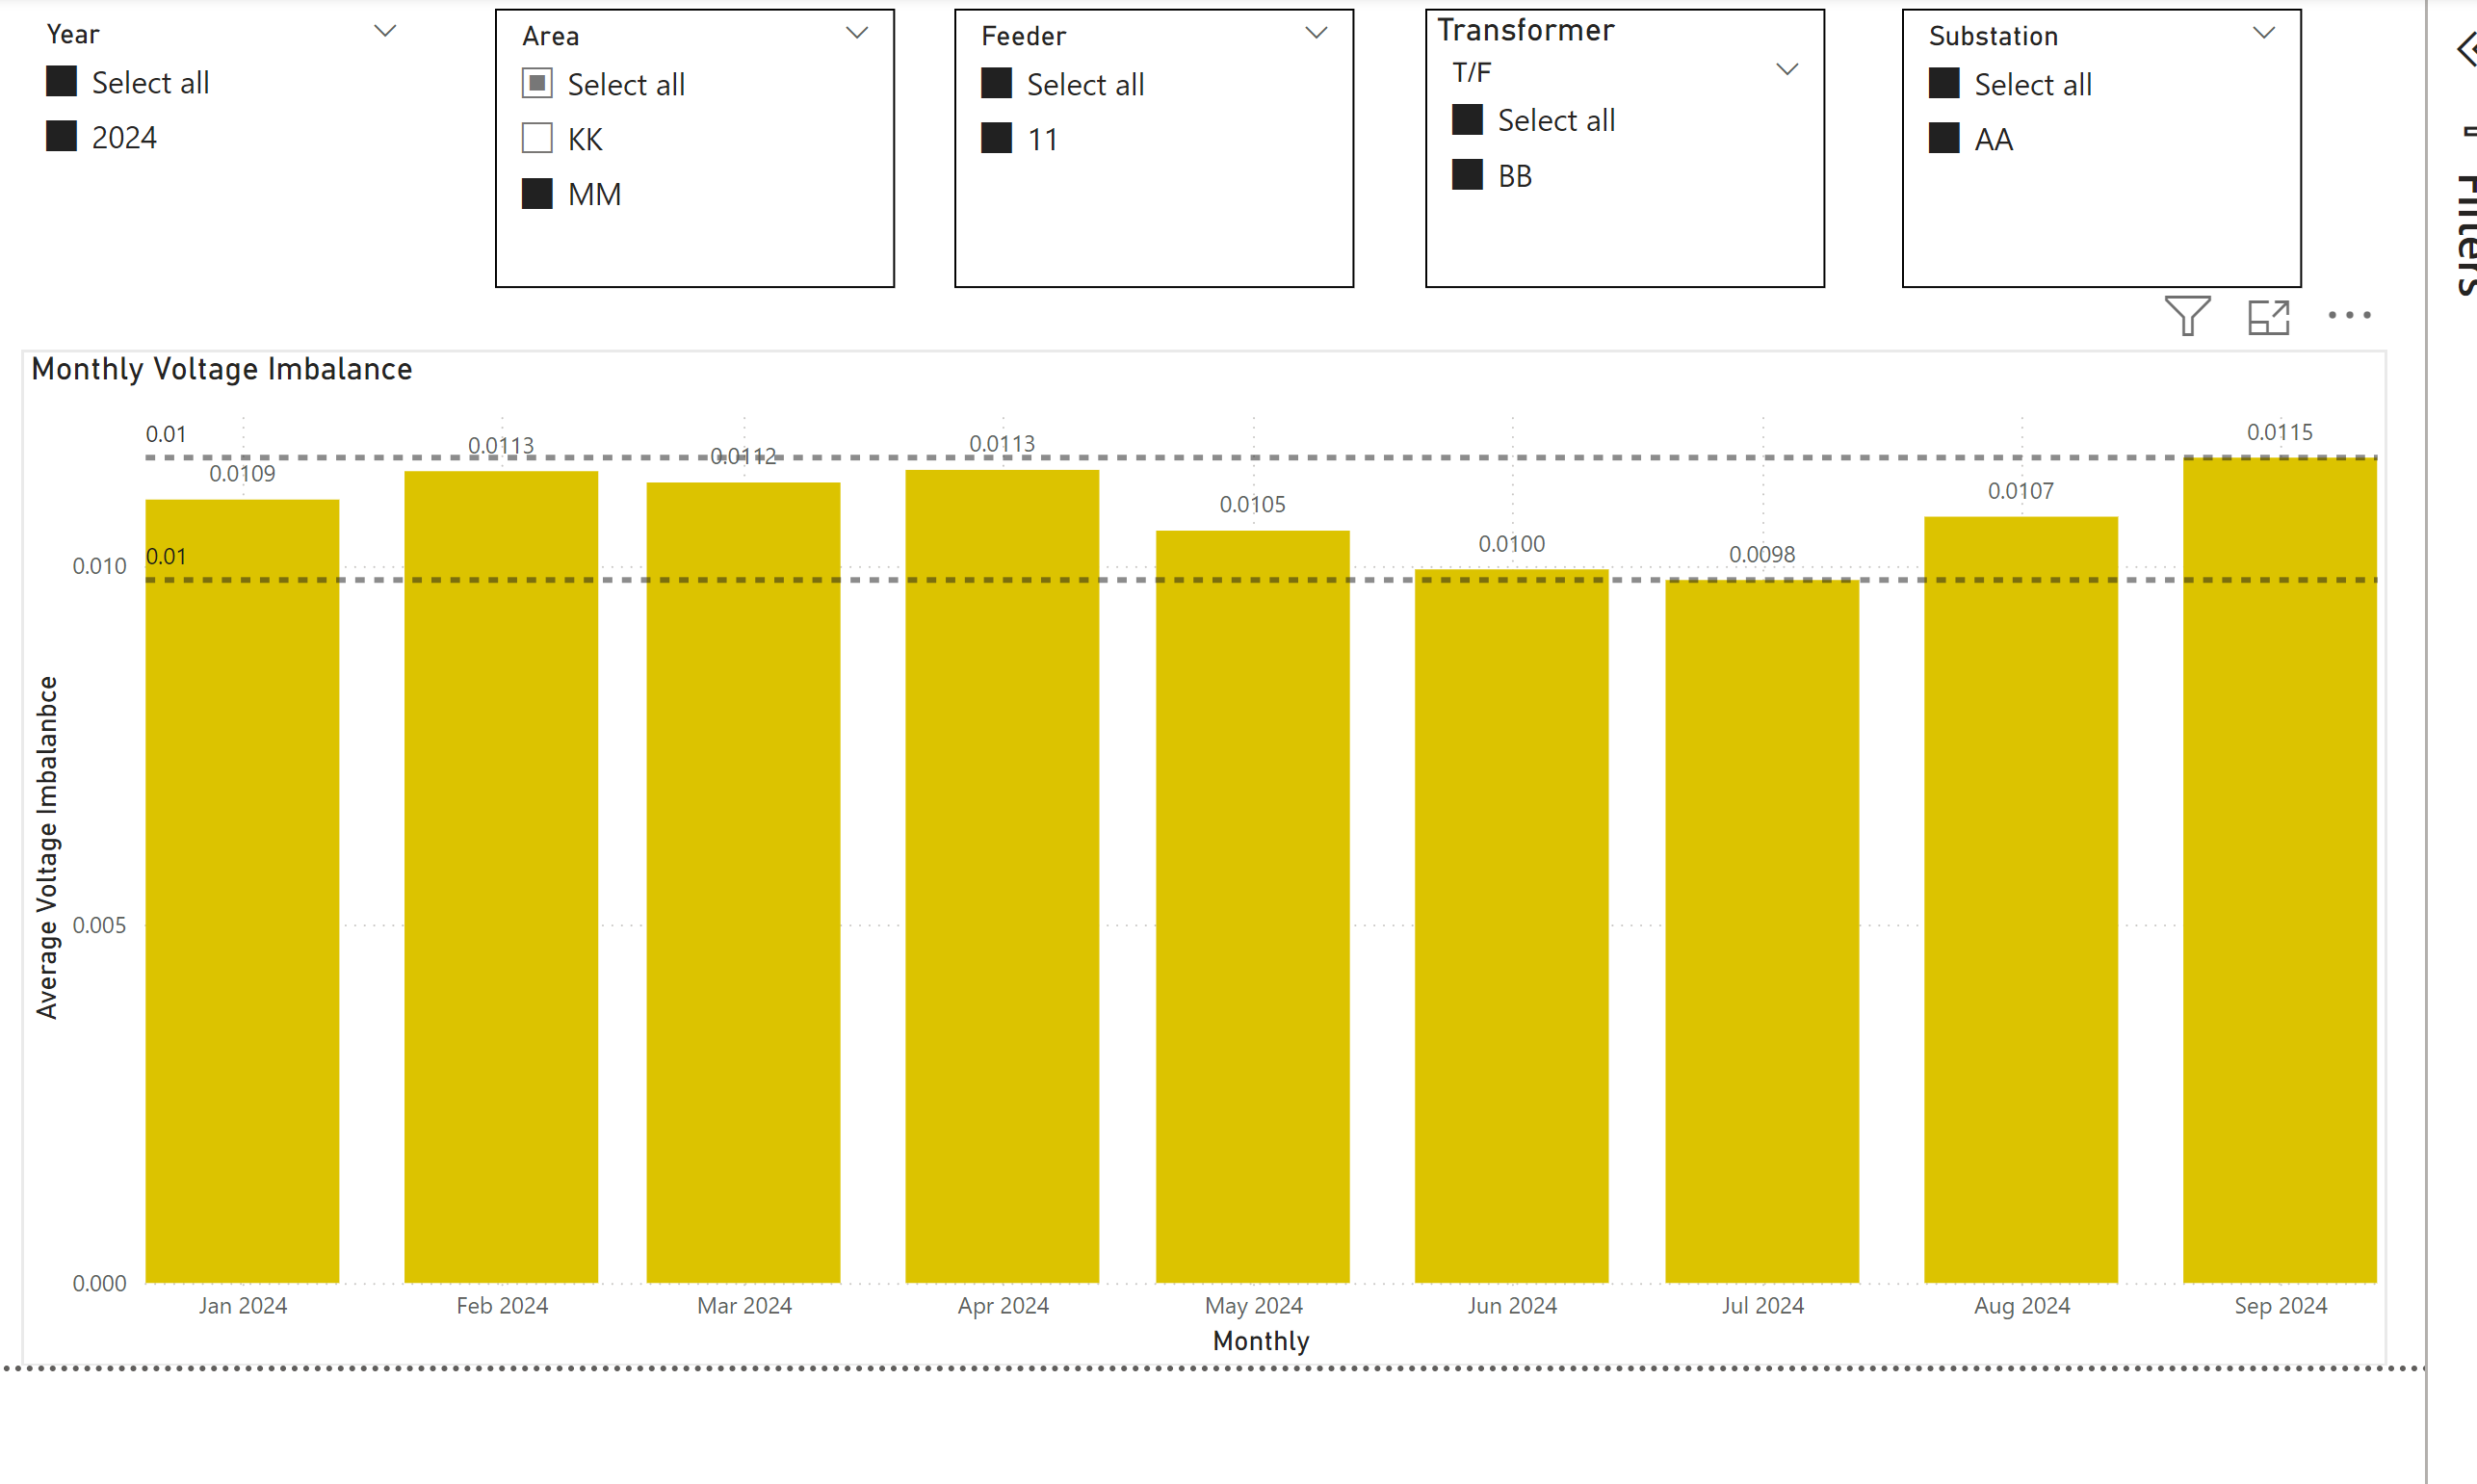 Year
Select all
2024
Area
Select all
KK
MM
Feeder
Select all
11
Transformer
T/F
Select all
BB
Substation
Select all
AA
Filters
Monthly Voltage Imbalance
0.01
0.0109
0.0113
0.0112
0.0113
0.0105
0.0100
0.0098
0.0107
0.0115
0.01
0.010
0.005
0.000
Average Voltage Imbalanbce
Jan 2024
Feb 2024
Mar 2024
Apr 2024
May 2024
Jun 2024
Jul 2024
Aug 2024
Sep 2024
Monthly